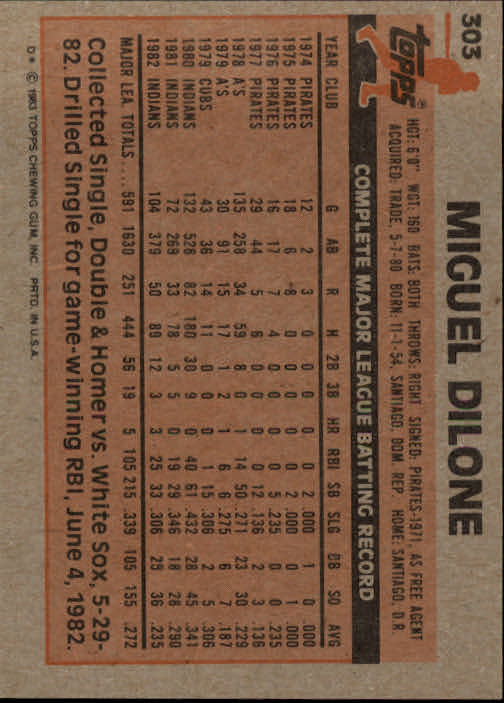 303
MIGUEL DILONE
topps®
HGT: 6'0" WGT: 160 BATS: BOTH THROWS: RIGHT SIGNED: PIRATES-1971, AS FREE AGENT
ACQUIRED: TRADE, 5-7-80 BORN: 11-1-54, SANTIAGO, DOM. REP. HOME: SANTIAGO, D.R.
COMPLETE MAJOR LEAGUE BATTING RECORD
YEAR CLUB G AB R H 2B 3B HR RBI SB SLG BB SO AVG
1974 PIRATES 12 2 3 0 0 0 0 0 2 .000 1 0 .000
1975 PIRATES 18 6 8 0 0 0 0 0 2 .000 0 1 .000
1976 PIRATES 16 17 7 4 0 0 0 0 5 .235 0 0 .235
1977 PIRATES 29 44 5 6 0 0 0 0 12 .136 2 3 .136
1978 A'S 135 258 34 59 8 0 1 14 50 .271 23 30 .229
1979 A'S 30 91 15 17 1 2 1 6 6 .275 6 7 .187
1979 CUBS 43 36 14 11 0 0 0 1 15 .306 2 5 .306
1980 INDIANS 132 528 82 180 30 9 0 40 61 .432 28 45 .341
1981 INDIANS 72 269 33 78 5 5 0 19 29 .346 18 28 .290
1982 INDIANS 104 379 50 89 12 3 3 25 33 .306 25 36 .235
MAJOR LEA. TOTALS.... 591 1630 251 444 56 19 5 105 215 .339 105 155 .272
Collected Single, Double & Homer vs. White Sox, 5-29-
82. Drilled Single for game-winning RBI, June 4, 1982.
D* © 1983 TOPPS CHEWING GUM, INC. PRTD. IN U.S.A.